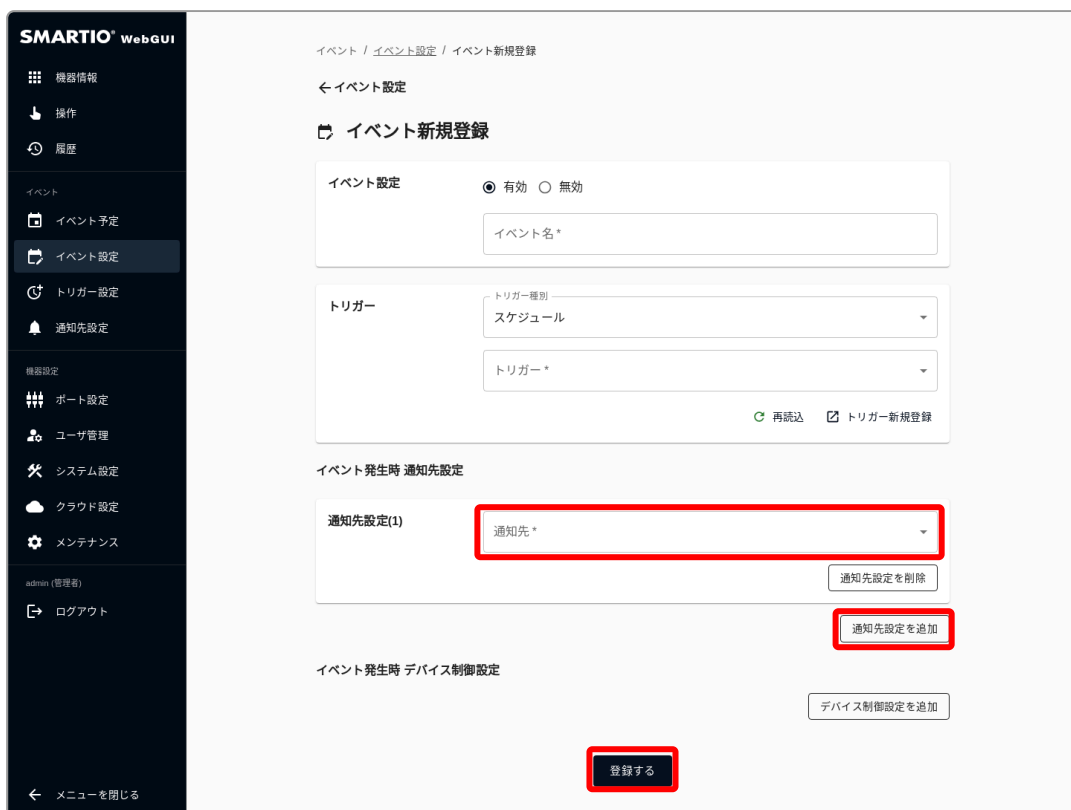 SMARTIO® WebGUI
機器情報
操作
履歴
イベント
イベント予定
イベント設定
トリガー設定
通知先設定
機器設定
ポート設定
ユーザ管理
システム設定
クラウド設定
メンテナンス
admin (管理者)
ログアウト
メニューを閉じる
イベント / イベント設定 / イベント新規登録
イベント設定
イベント新規登録
イベント設定
有効 無効
イベント名 *
トリガー
トリガー種別
スケジュール
トリガー *
再読込 トリガー新規登録
イベント発生時 通知先設定
通知先設定(1)
通知先 *
通知先設定を削除
通知先設定を追加
イベント発生時 デバイス制御設定
デバイス制御設定を追加
登録する